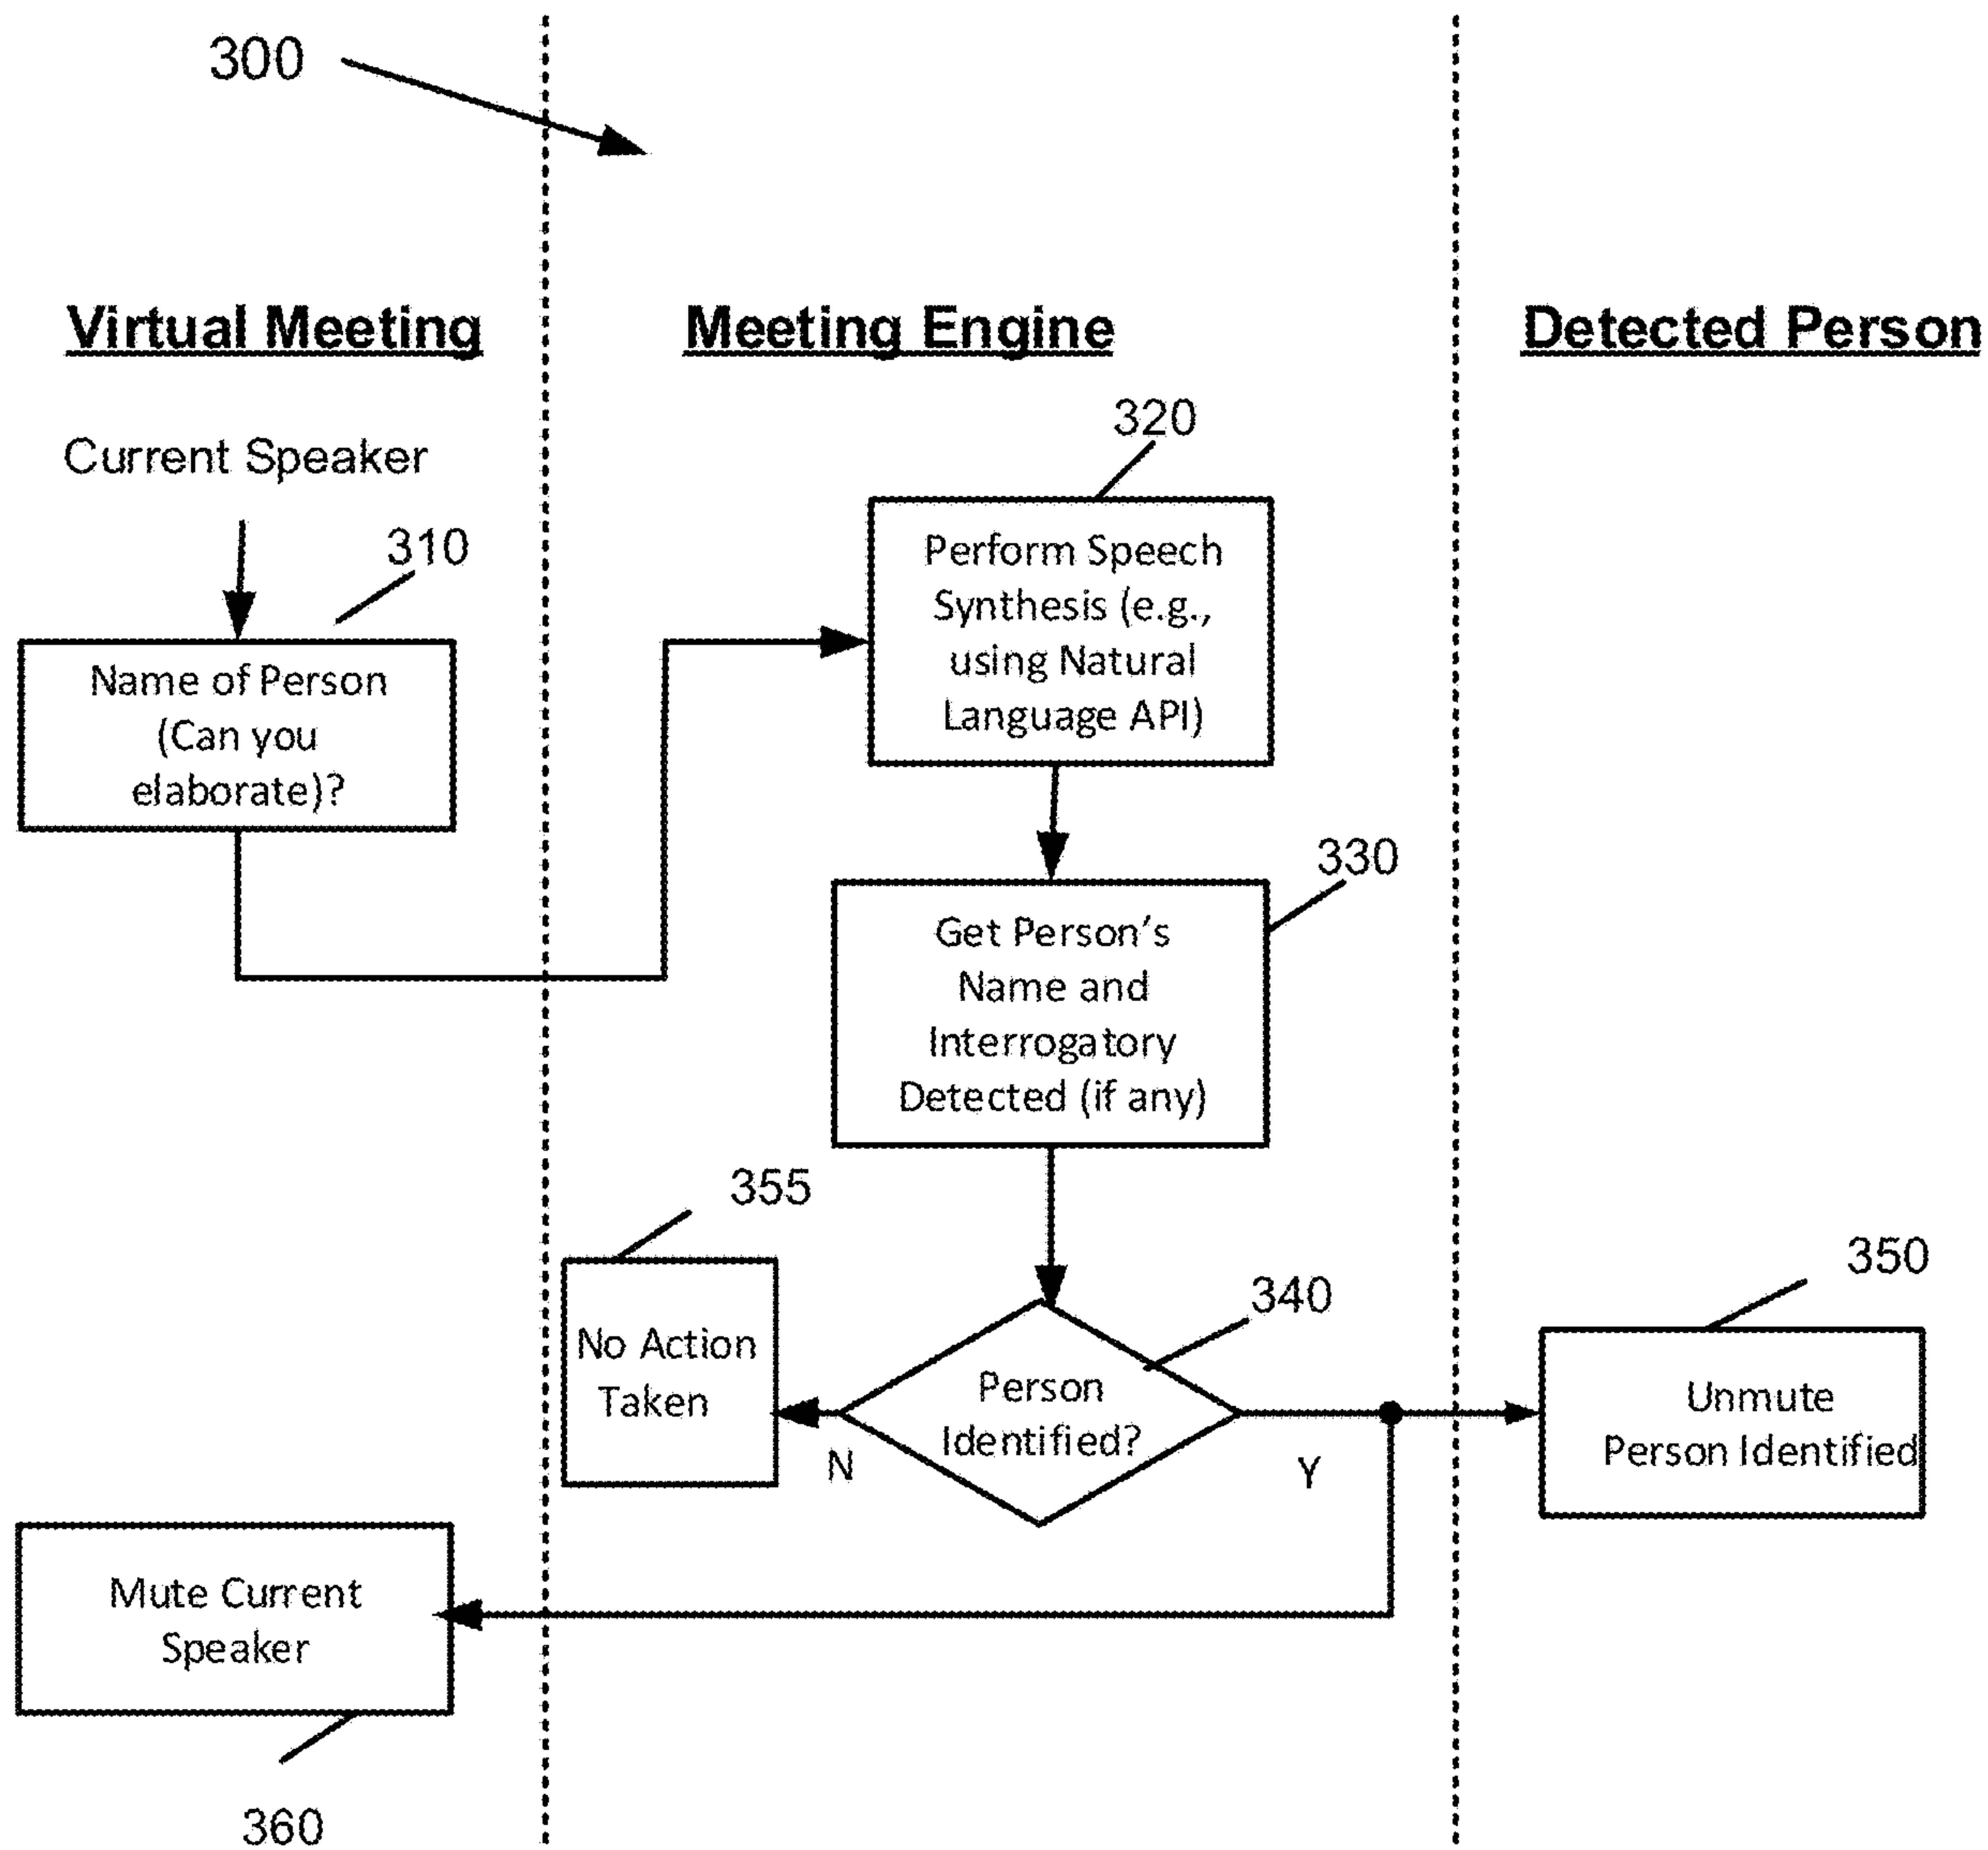 300
Virtual Meeting
Meeting Engine
Detected Person
Current Speaker
310
Name of Person
(Can you
elaborate)?
320
Perform Speech
Synthesis (e.g.,
using Natural
Language API)
330
Get Person's
Name and
Interrogatory
Detected (if any)
355
No Action
Taken
340
Person
Identified?
N
Y
350
Unmute
Person Identified
Mute Current
Speaker
360